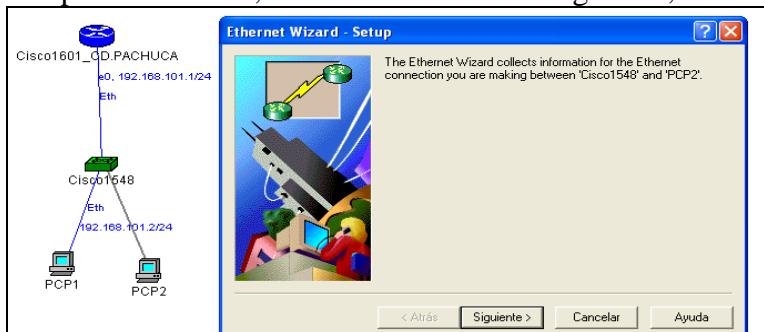 Ethernet Wizard - Setup
The Ethernet Wizard collects information for the Ethernet
connection you are making between 'Cisco1548' and 'PCP2'.
Cisco1601_CD.PACHUCA
e0, 192.168.101.1/24
Eth
Cisco1548
Eth
192.168.101.2/24
PCP1
PCP2
< Atrás
Siguiente >
Cancelar
Ayuda